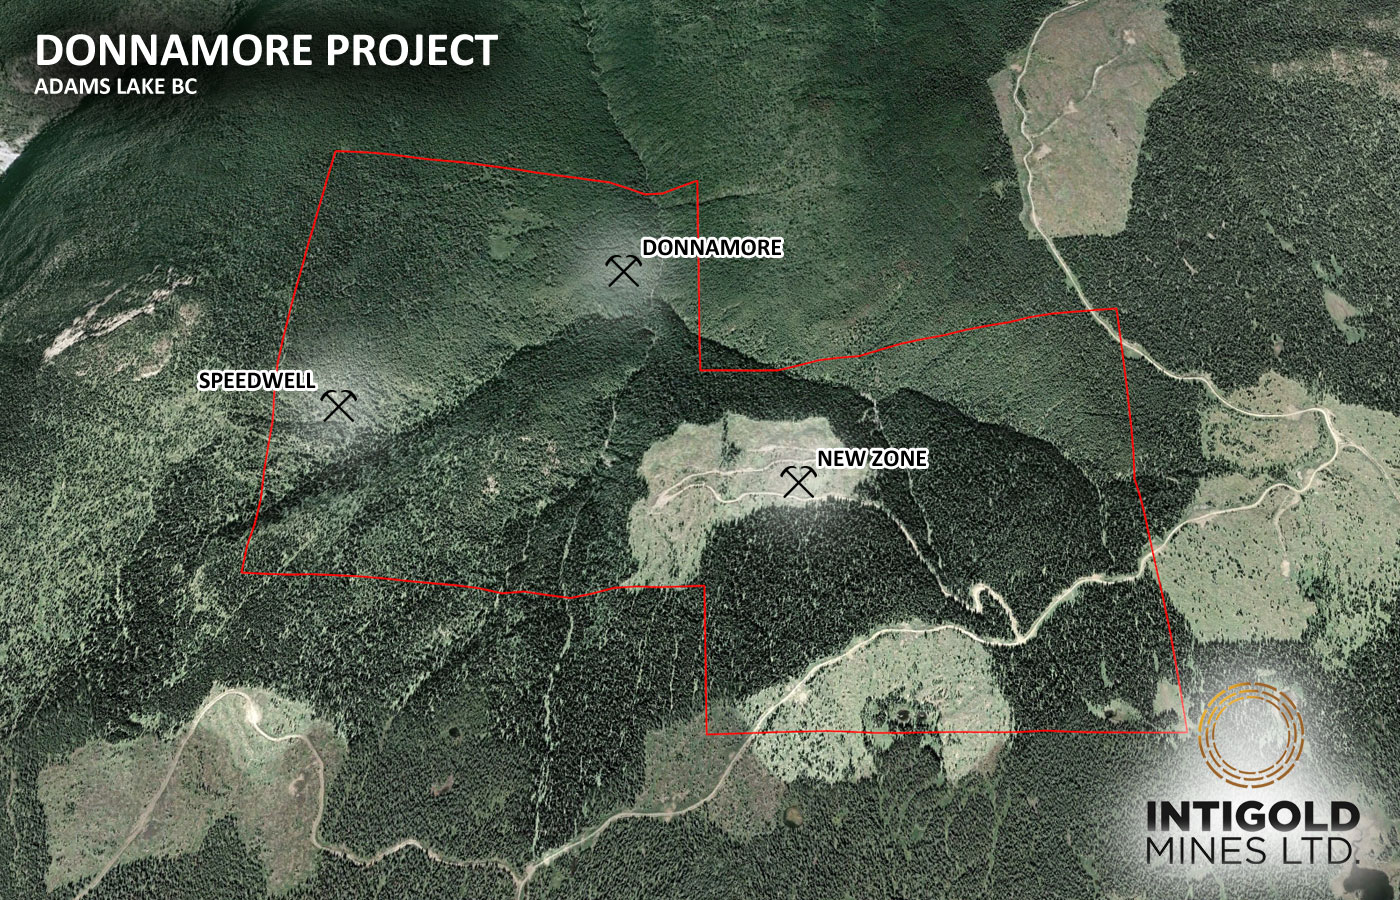 DONNAMORE PROJECT
ADAMS LAKE BC
DONNAMORE
SPEEDWELL
NEW ZONE
INTIGOLD
MINES LTD.